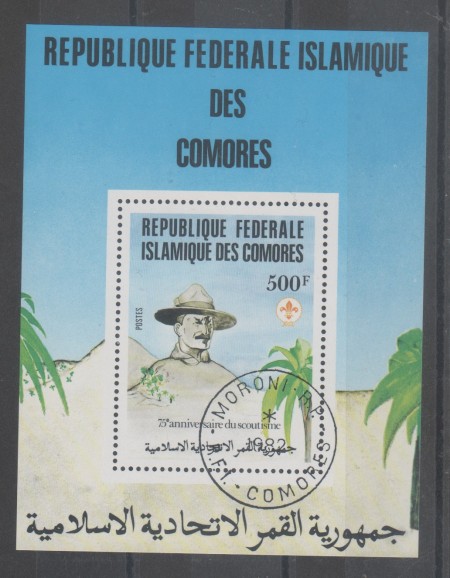 REPUBLIQUE FEDERALE ISLAMIQUE
DES
COMORES
REPUBLIQUE FEDERALE
ISLAMIQUE DES COMORES
500F
POSTES
75e anniversaire du scoutisme
جمهورية القمر الاتحادية الاسلامية
MORONI R.P.
*
1982
R.F.I. COMORES
جمهورية القمر الاتحادية الاسلامية